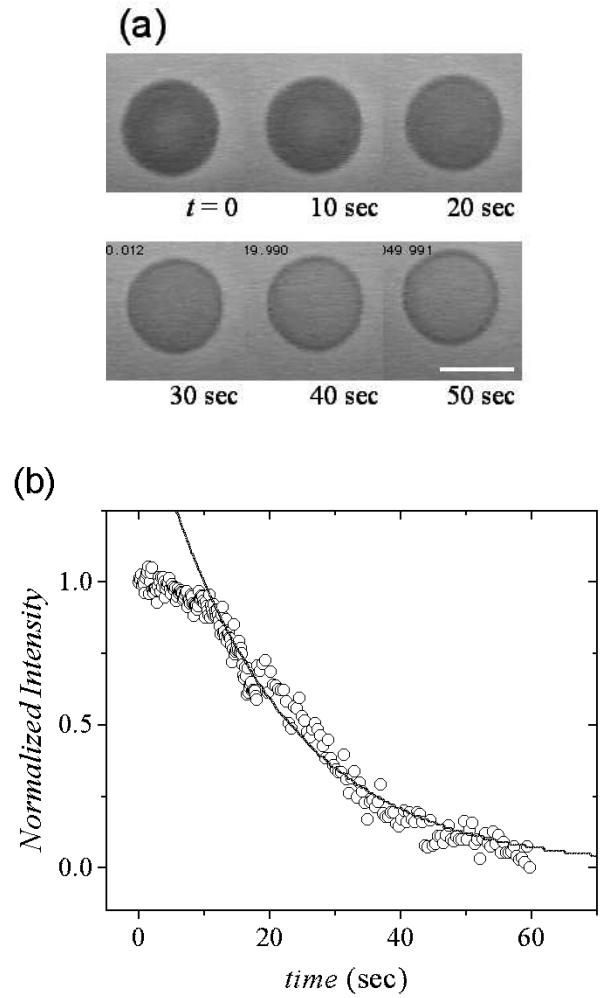 (a)
t = 0 10 sec 20 sec
0.012 19.990 )49.991
30 sec 40 sec 50 sec
(b)
Normalized Intensity
1.0
0.5
0.0
0 20 40 60
time (sec)